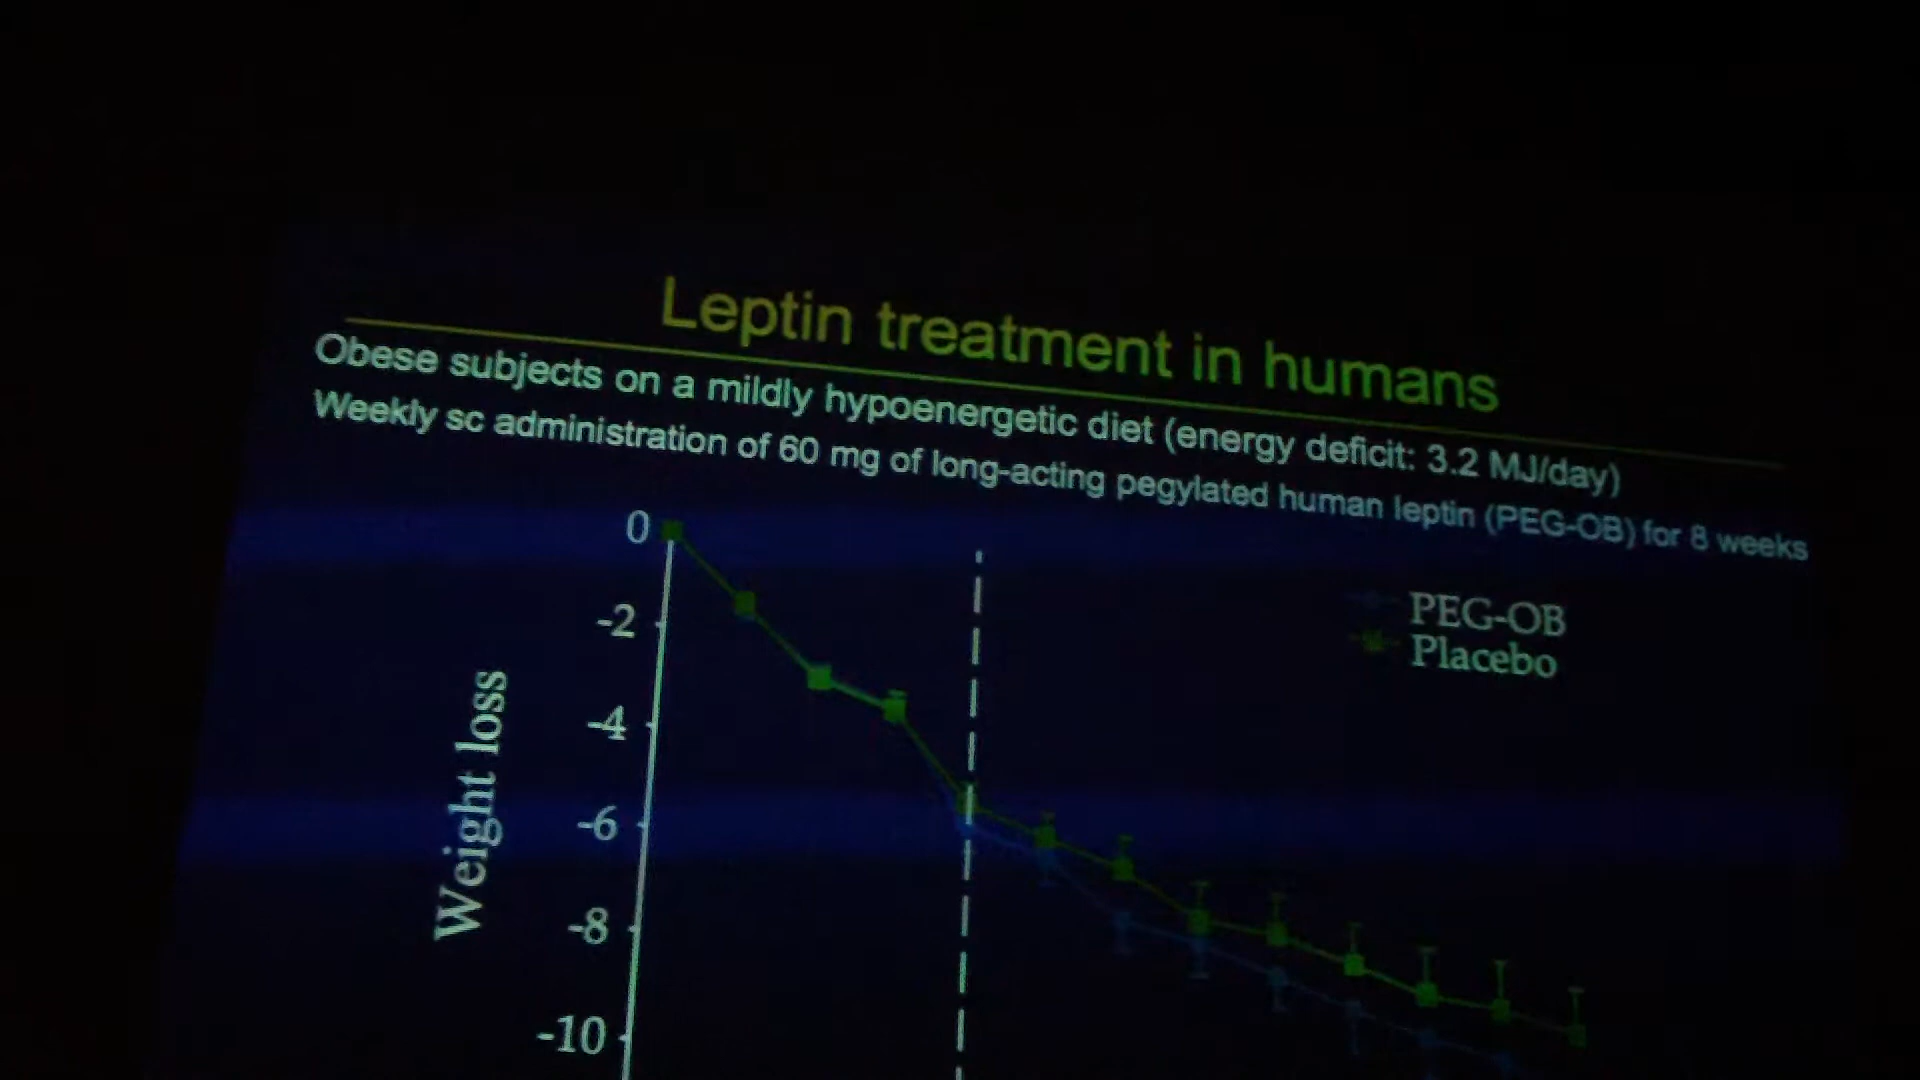 Leptin treatment in humans
Obese subjects on a mildly hypoenergetic diet (energy deficit: 3.2 MJ/day)
Weekly sc administration of 60 mg of long-acting pegylated human leptin (PEG-OB) for 8 weeks
0
-2
-4
-6
-8
-10
Weight loss
PEG-OB
Placebo